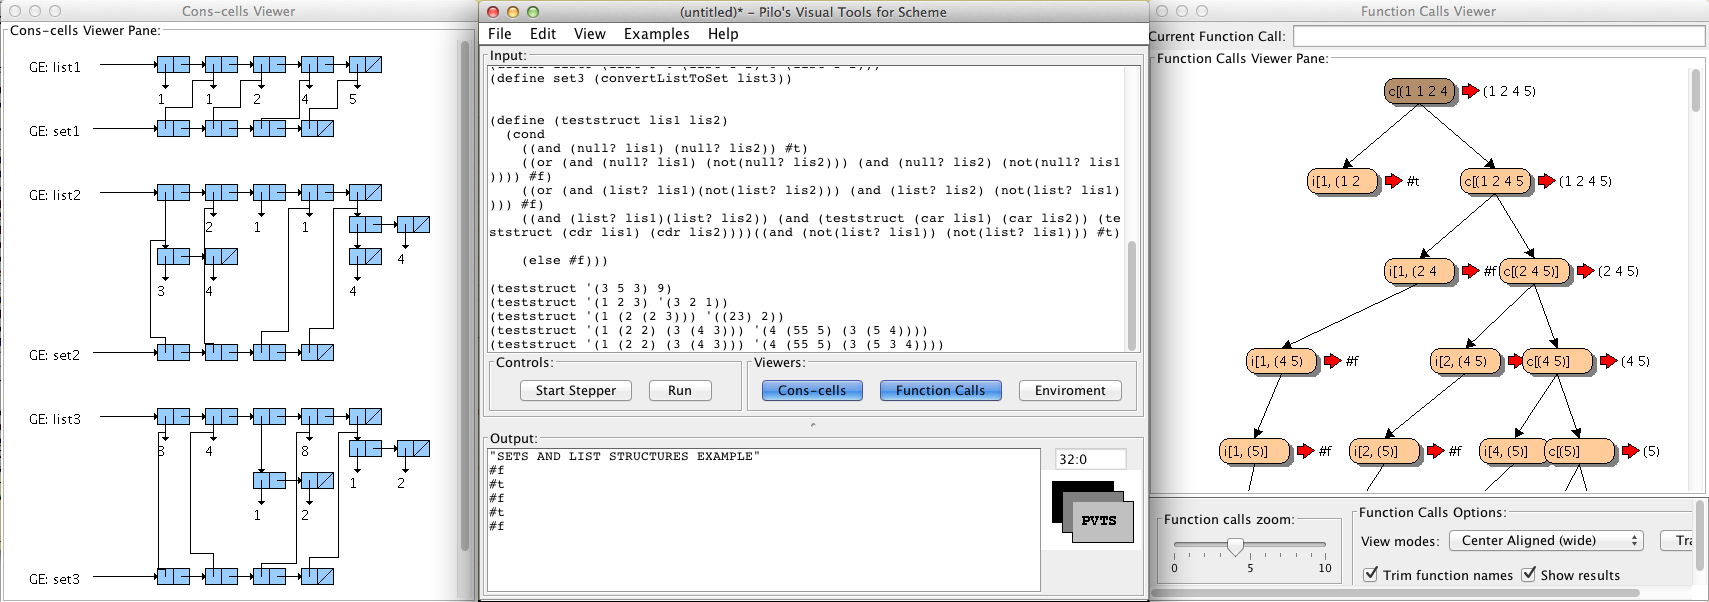 Cons-cells Viewer
Cons-cells Viewer Pane:
GE: list1
1 1 2 4 5
GE: set1
GE: list2
2 1 1
4
3 4 4
GE: set2
GE: list3
8 4 8
1 2
1 2
GE: set3
(untitled)* - Pilo's Visual Tools for Scheme
File Edit View Examples Help
Input:
(define set3 (convertListToSet list3))
(define (teststruct lis1 lis2)
(cond
((and (null? lis1) (null? lis2)) #t)
((or (and (null? lis1) (not(null? lis2))) (and (null? lis2) (not(null? lis1
)))) #f)
((or (and (list? lis1)(not(list? lis2))) (and (list? lis2) (not(list? lis1)
))) #f)
((and (list? lis1)(list? lis2)) (and (teststruct (car lis1) (car lis2)) (te
ststruct (cdr lis1) (cdr lis2))))((and (not(list? lis1)) (not(list? lis1))) #t)
(else #f)))
(teststruct '(3 5 3) 9)
(teststruct '(1 2 3) '(3 2 1))
(teststruct '(1 (2 (2 3))) '((23) 2))
(teststruct '(1 (2 2) (3 (4 3))) '(4 (55 5) (3 (5 4))))
(teststruct '(1 (2 2) (3 (4 3))) '(4 (55 5) (3 (5 3 4))))
Controls:
Start Stepper Run
Viewers:
Cons-cells Function Calls Enviroment
Output:
"SETS AND LIST STRUCTURES EXAMPLE"
#f
#t
#f
#t
#f
32:0
PVTS
Function Calls Viewer
Current Function Call:
Function Calls Viewer Pane:
c[(1 1 2 4 (1 2 4 5)
i[1, (1 2 #t c[(1 2 4 5 (1 2 4 5)
i[1, (2 4 #f c[(2 4 5)] (2 4 5)
i[1, (4 5) #f i[2, (4 5) c[(4 5)] (4 5)
i[1, (5)] #f i[2, (5)] #f i[4, (5)] c[(5)] (5)
Function calls zoom:
0 5 10
Function Calls Options:
View modes: Center Aligned (wide) Tra
Trim function names Show results